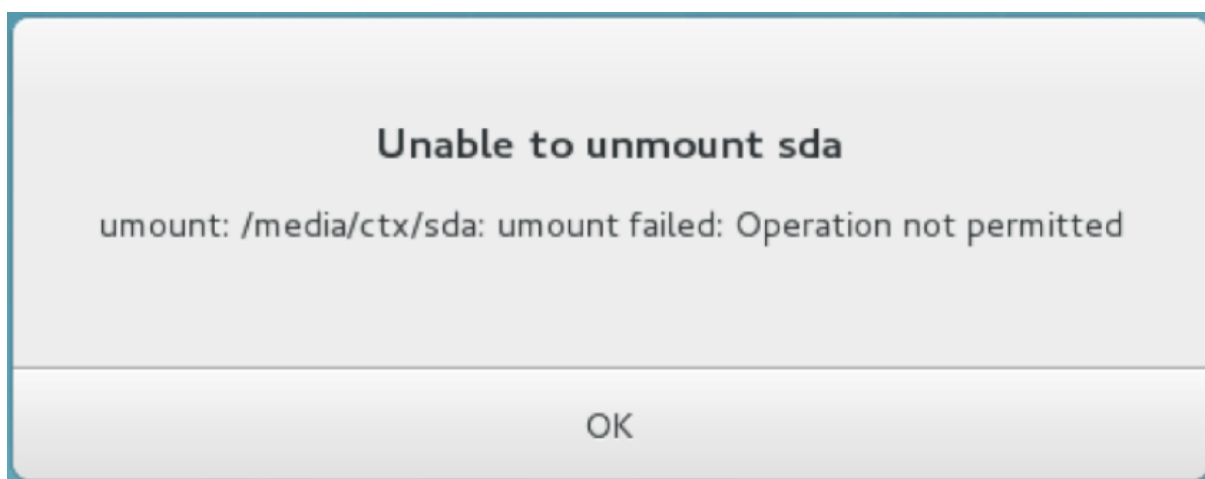 Unable to unmount sda
umount: /media/ctx/sda: umount failed: Operation not permitted
OK